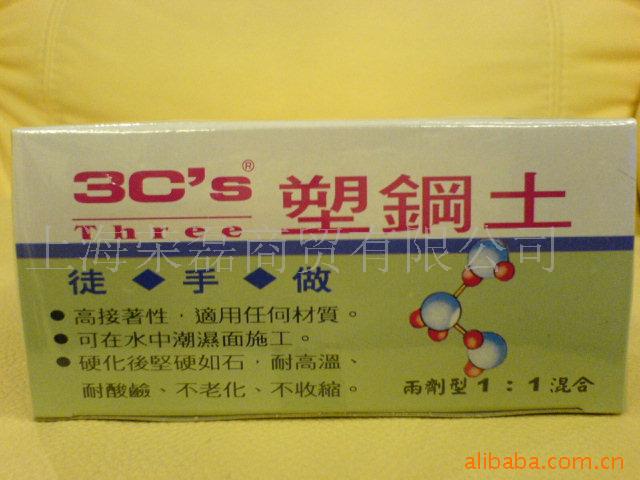 3C's®
Three
塑鋼土
上海荣磊商贸有限公司
徒◆手◆做
●高接著性，適用任何材質。
●可在水中潮濕面施工。
●硬化後堅硬如石，耐高溫、
耐酸鹼、不老化、不收縮。
兩劑型1：1混合
alibaba.com.cn